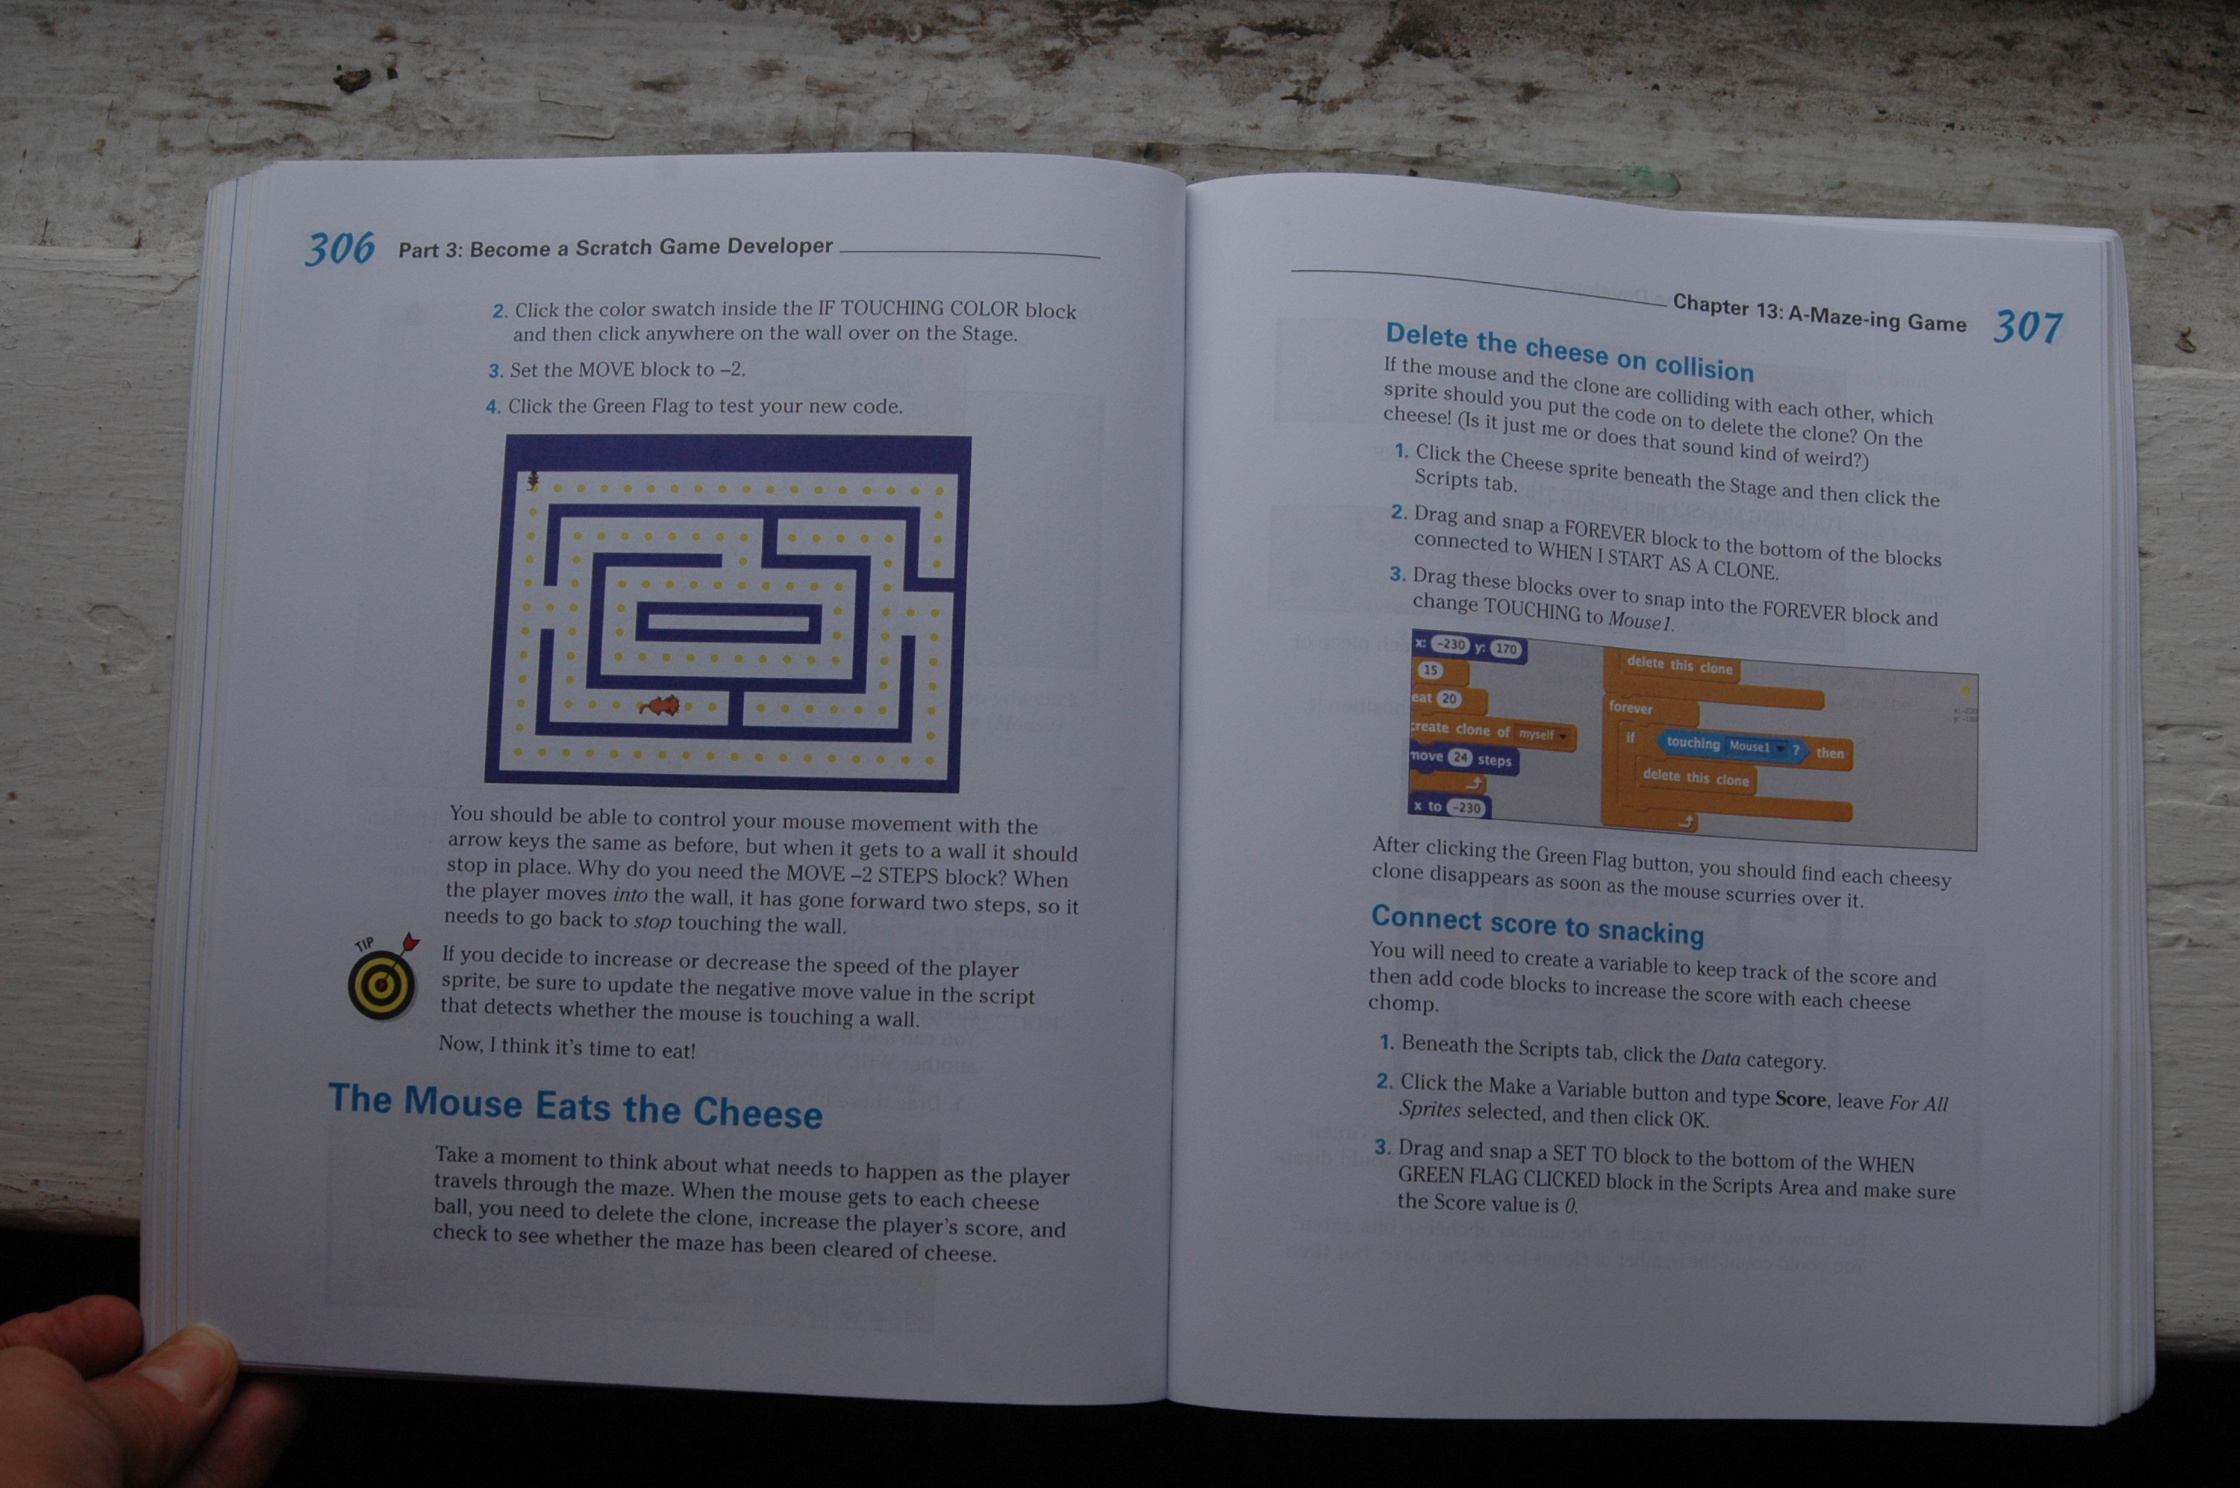 306 Part 3: Become a Scratch Game Developer
2. Click the color swatch inside the IF TOUCHING COLOR block
and then click anywhere on the wall over on the Stage.
3. Set the MOVE block to –2.
4. Click the Green Flag to test your new code.
You should be able to control your mouse movement with the
arrow keys the same as before, but when it gets to a wall it should
stop in place. Why do you need the MOVE –2 STEPS block? When
the player moves into the wall, it has gone forward two steps, so it
needs to go back to stop touching the wall.
TIP
If you decide to increase or decrease the speed of the player
sprite, be sure to update the negative move value in the script
that detects whether the mouse is touching a wall.
Now, I think it's time to eat!
The Mouse Eats the Cheese
Take a moment to think about what needs to happen as the player
travels through the maze. When the mouse gets to each cheese
ball, you need to delete the clone, increase the player's score, and
check to see whether the maze has been cleared of cheese.
Chapter 13: A-Maze-ing Game 307
Delete the cheese on collision
If the mouse and the clone are colliding with each other, which
sprite should you put the code on to delete the clone? On the
cheese! (Is it just me or does that sound kind of weird?)
1. Click the Cheese sprite beneath the Stage and then click the
Scripts tab.
2. Drag and snap a FOREVER block to the bottom of the blocks
connected to WHEN I START AS A CLONE.
3. Drag these blocks over to snap into the FOREVER block and
change TOUCHING to Mouse1.
x: -230 y: 170
15
eat 20
create clone of myself
move 24 steps
x to -230
delete this clone
forever
if touching Mouse1 ? then
delete this clone
After clicking the Green Flag button, you should find each cheesy
clone disappears as soon as the mouse scurries over it.
Connect score to snacking
You will need to create a variable to keep track of the score and
then add code blocks to increase the score with each cheese
chomp.
1. Beneath the Scripts tab, click the Data category.
2. Click the Make a Variable button and type Score, leave For All
Sprites selected, and then click OK.
3. Drag and snap a SET TO block to the bottom of the WHEN
GREEN FLAG CLICKED block in the Scripts Area and make sure
the Score value is 0.